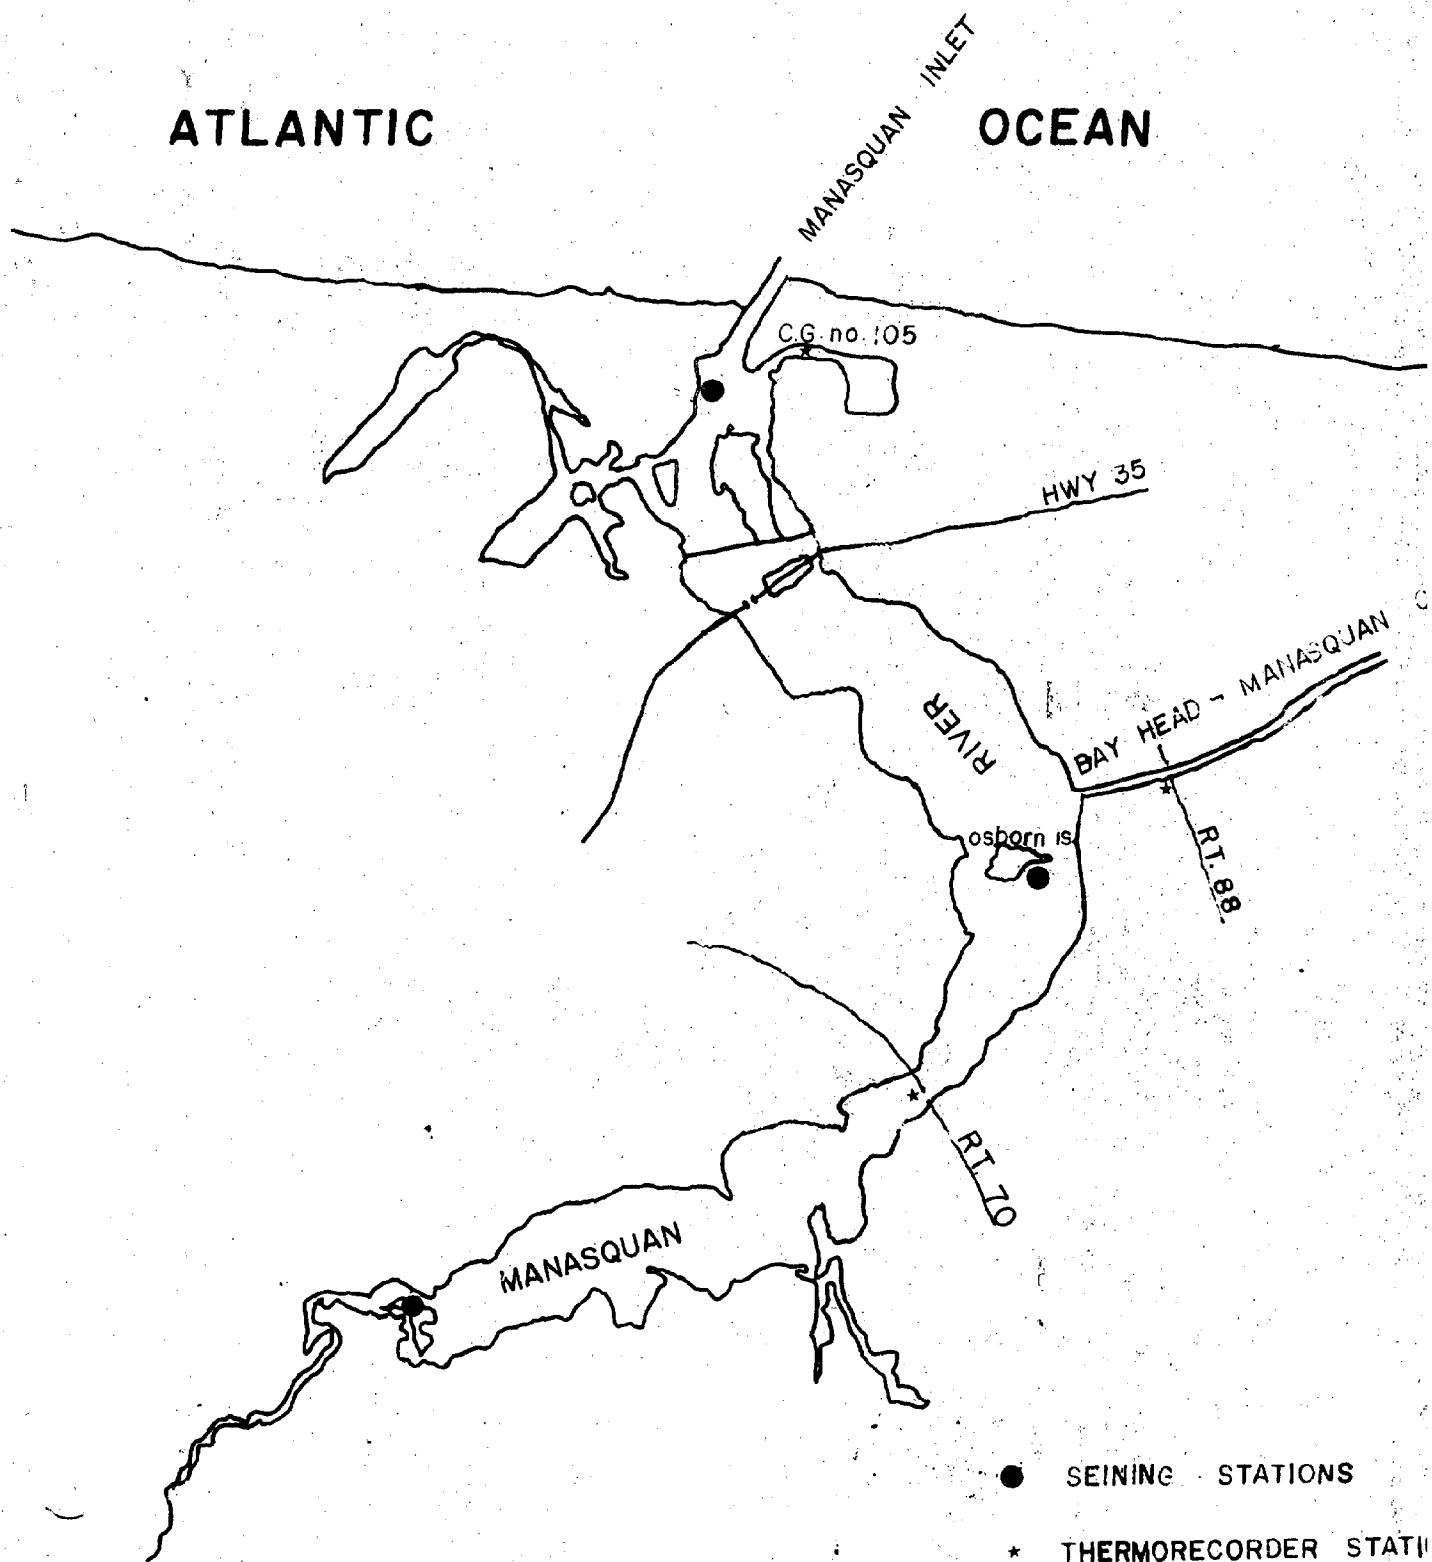 ATLANTIC OCEAN
MANASQUAN INLET
C.G. no. 105
HWY 35
BAY HEAD - MANASQUAN
RIVER
RT. 88
osborn is.
RT. 70
MANASQUAN
SEINING STATIONS
THERMORECORDER STATI